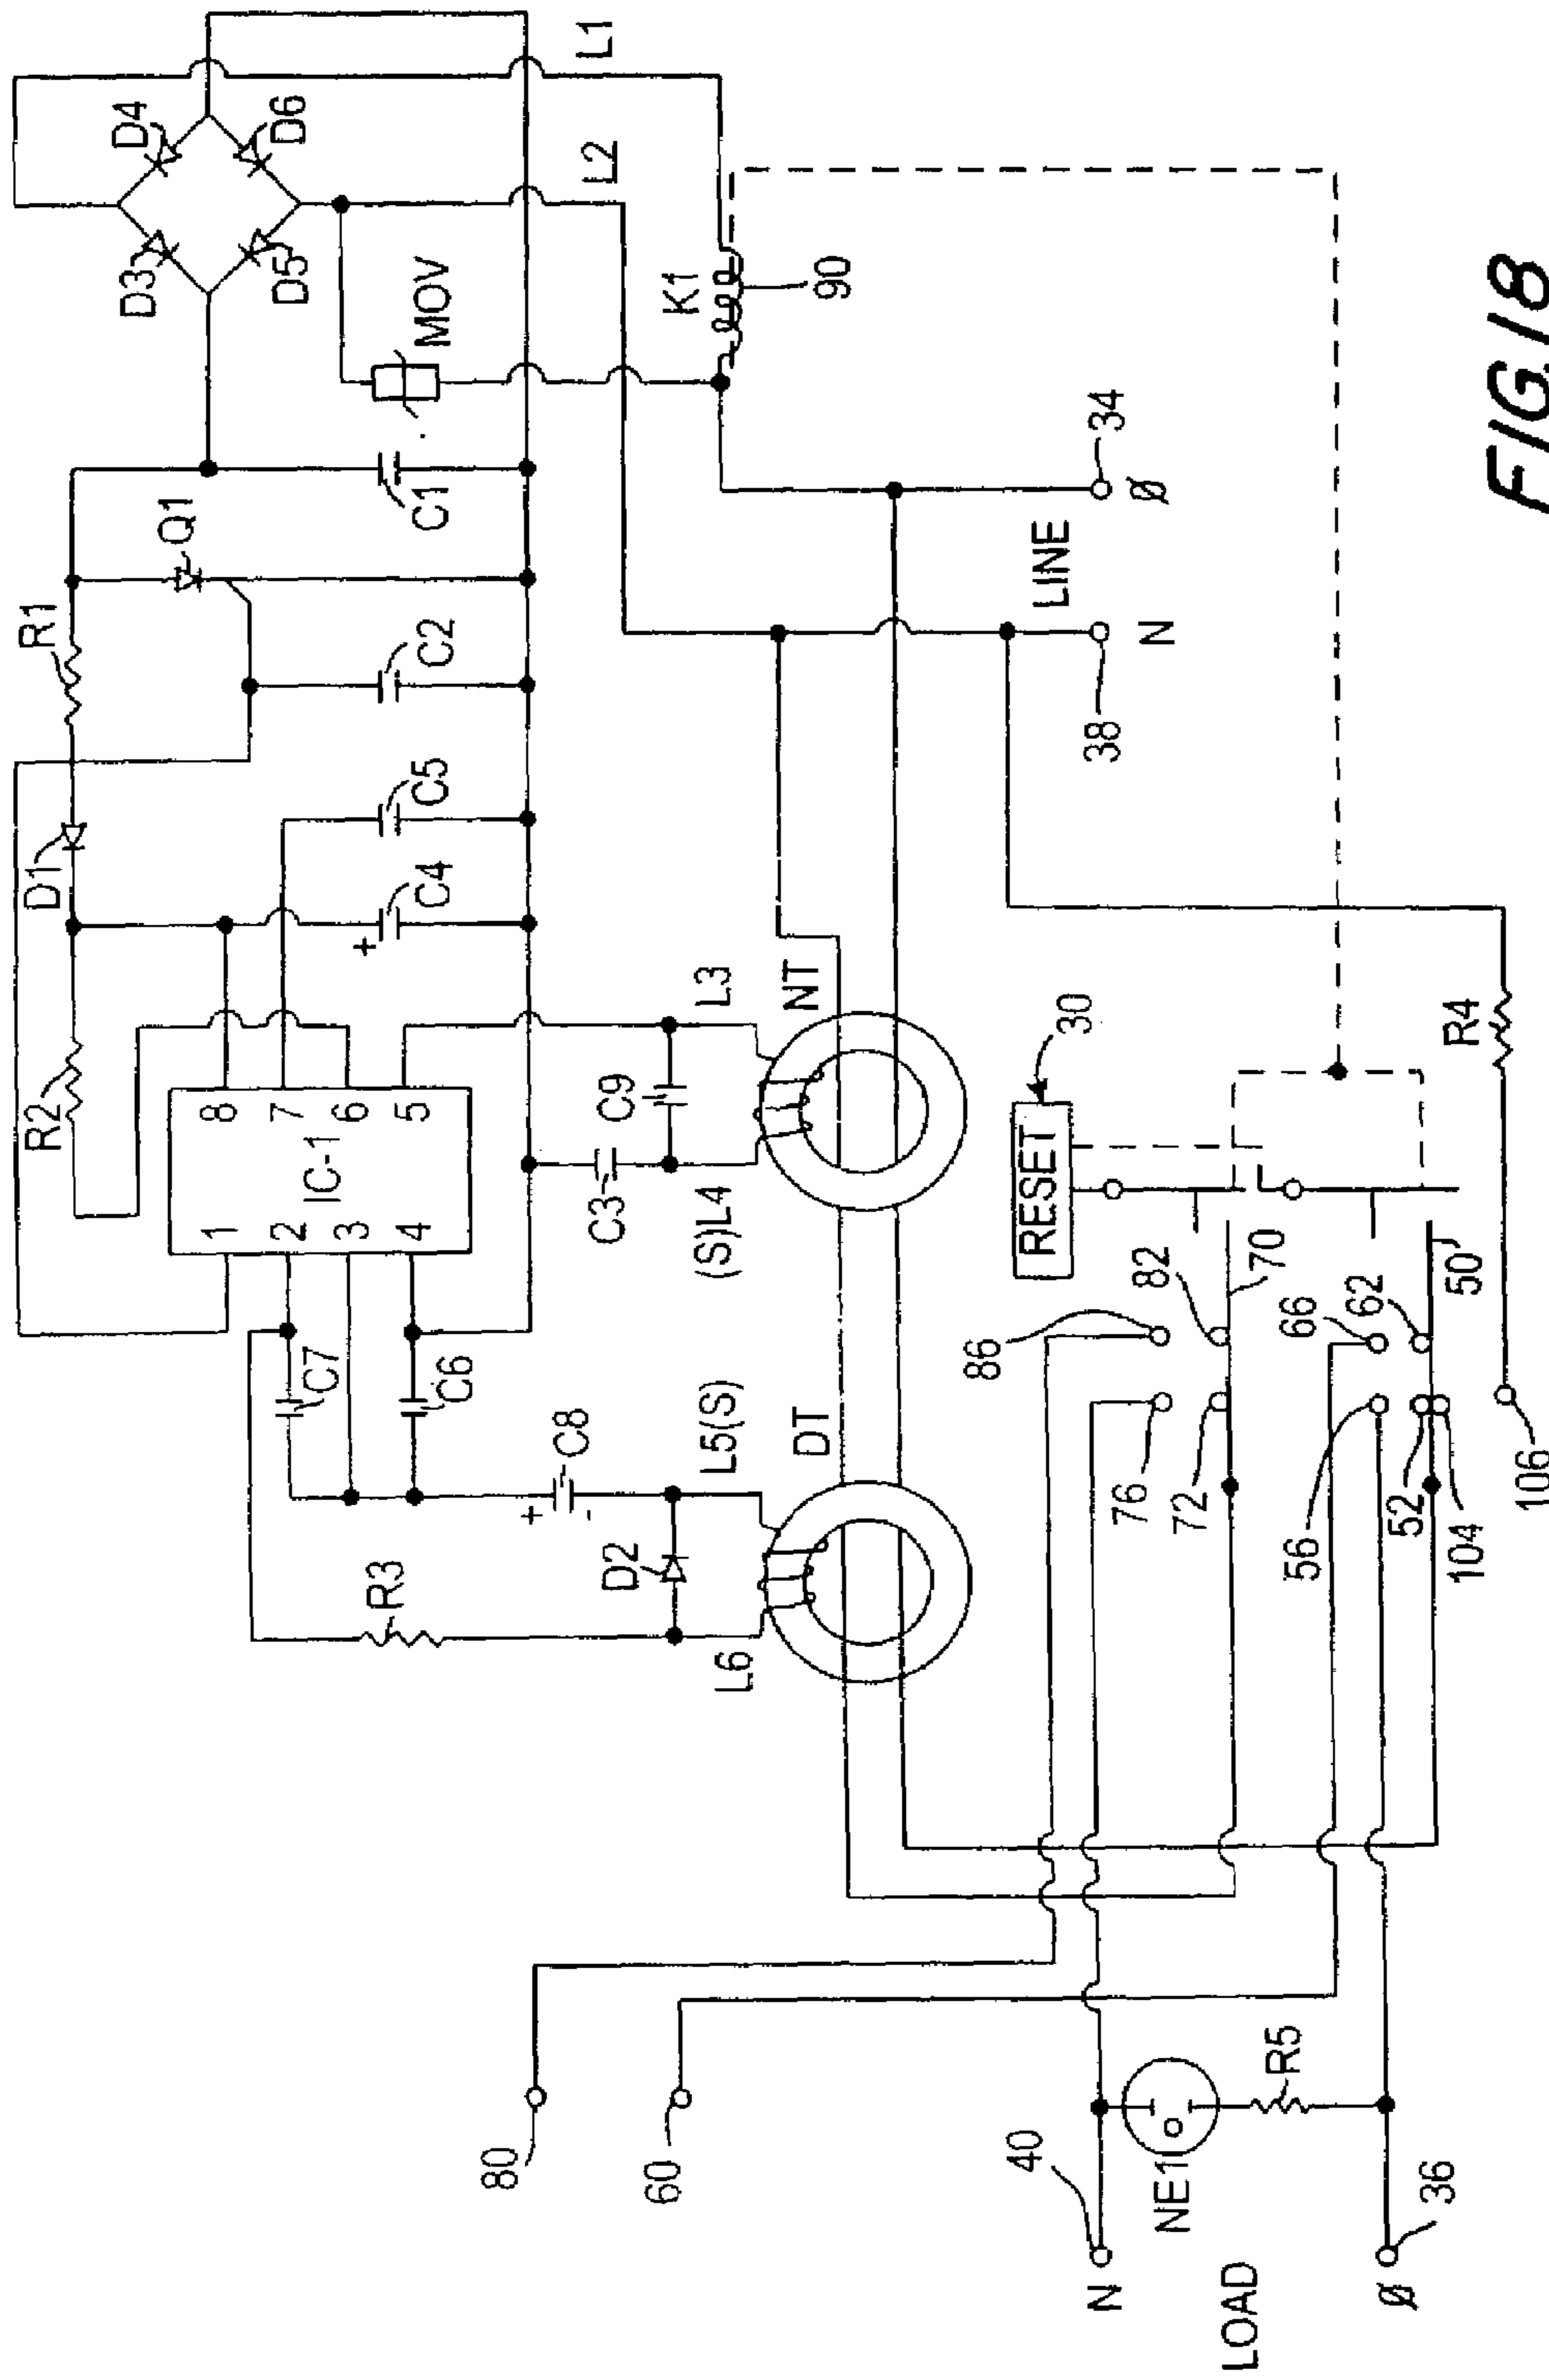 D4
D6
D3
D5
L1
L2
MOV
K1
90
Q1
C1
R1
C2
C5
D1
C4
R2
8
7
6
5
IC-1
1
2
3
4
C7
C6
C3
C9
L3
(S)L4
NT
C8
D2
R3
L5(S)
L6
DT
34
Ø
LINE
N
38
RESET
30
R4
86
82
70
76
72
66
62
50
56
52
104
106
80
60
40
N
NE1
R5
LOAD
Ø
36
FIG.18